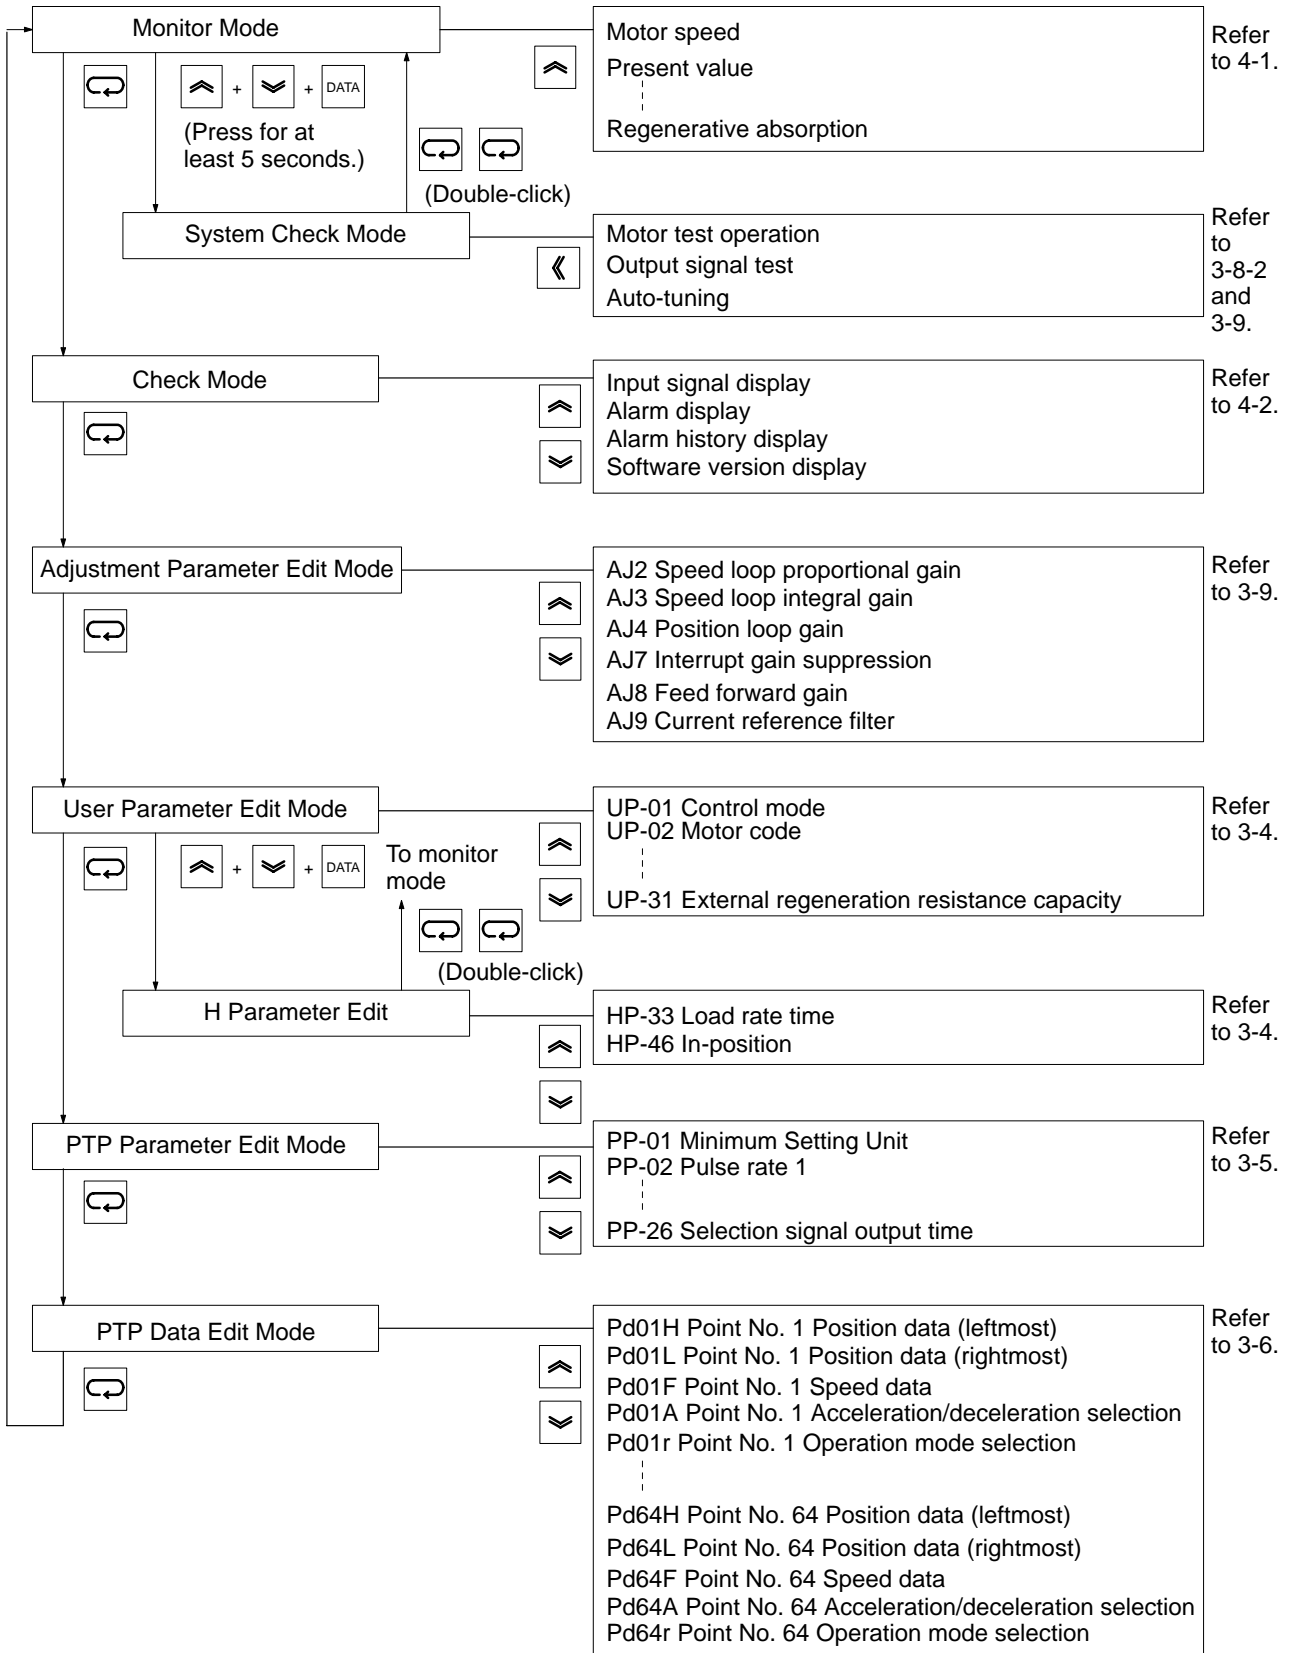 Monitor Mode
Motor speed
Present value
Regenerative absorption
Refer
to 4-1.
+
+
DATA
(Press for at
least 5 seconds.)
(Double-click)
System Check Mode
Motor test operation
Output signal test
Auto-tuning
Refer
to
3-8-2
and
3-9.
Check Mode
Input signal display
Alarm display
Alarm history display
Software version display
Refer
to 4-2.
Adjustment Parameter Edit Mode
AJ2 Speed loop proportional gain
AJ3 Speed loop integral gain
AJ4 Position loop gain
AJ7 Interrupt gain suppression
AJ8 Feed forward gain
AJ9 Current reference filter
Refer
to 3-9.
User Parameter Edit Mode
UP-01 Control mode
UP-02 Motor code
UP-31 External regeneration resistance capacity
Refer
to 3-4.
+
+
DATA
To monitor
mode
(Double-click)
H Parameter Edit
HP-33 Load rate time
HP-46 In-position
Refer
to 3-4.
PTP Parameter Edit Mode
PP-01 Minimum Setting Unit
PP-02 Pulse rate 1
PP-26 Selection signal output time
Refer
to 3-5.
PTP Data Edit Mode
Pd01H Point No. 1 Position data (leftmost)
Pd01L Point No. 1 Position data (rightmost)
Pd01F Point No. 1 Speed data
Pd01A Point No. 1 Acceleration/deceleration selection
Pd01r Point No. 1 Operation mode selection
Pd64H Point No. 64 Position data (leftmost)
Pd64L Point No. 64 Position data (rightmost)
Pd64F Point No. 64 Speed data
Pd64A Point No. 64 Acceleration/deceleration selection
Pd64r Point No. 64 Operation mode selection
Refer
to 3-6.